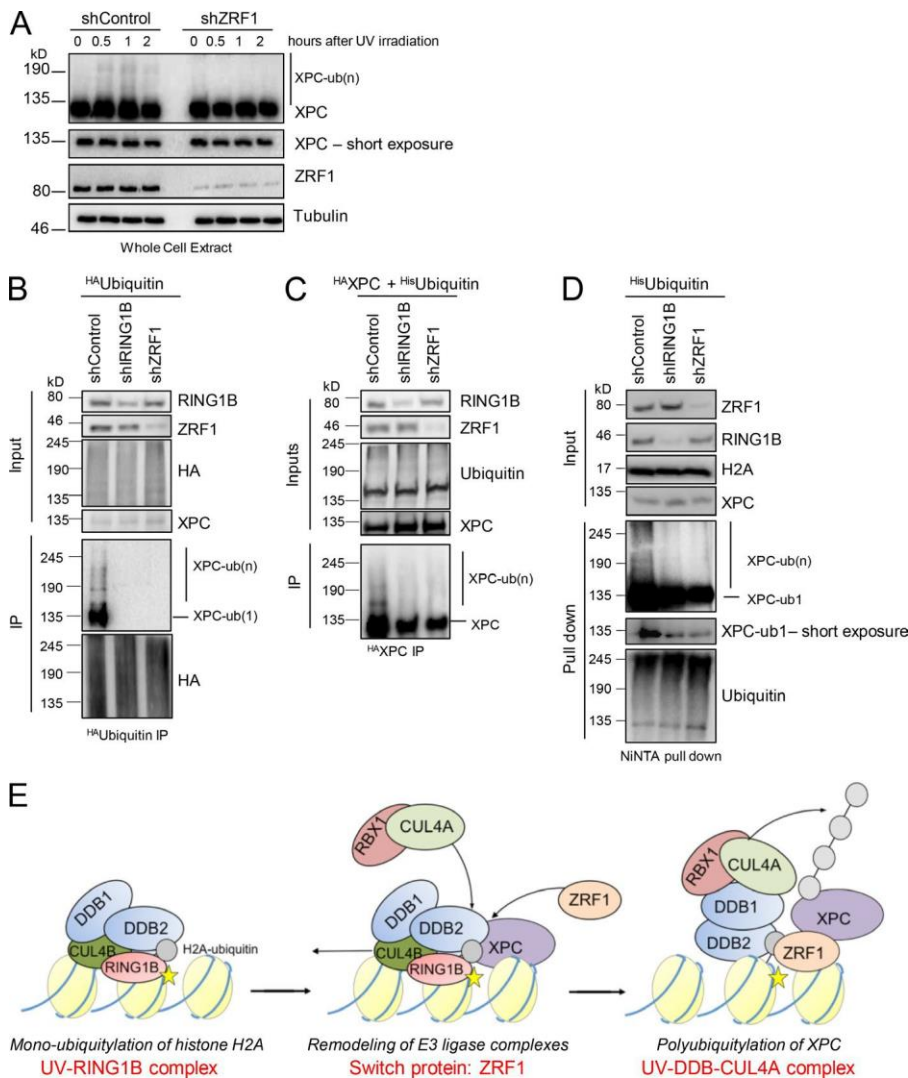 A
shControl shZRF1
0 0.5 1 2 0 0.5 1 2 hours after UV irradiation
kD
190
XPC-ub(n)
135
XPC
135
XPC – short exposure
ZRF1
80
Tubulin
46
Whole Cell Extract
B
HAUbiquitin
shControl
shIRING1B
shZRF1
kD
Input
80
RING1B
46
ZRF1
245
190
HA
135
135
XPC
IP
245
XPC-ub(n)
190
135
XPC-ub(1)
245
HA
190
135
HAUbiquitin IP
C
HAXPC + HisUbiquitin
shControl
shIRING1B
shZRF1
kD
Inputs
80
RING1B
46
ZRF1
245
Ubiquitin
190
135
135
XPC
IP
245
XPC-ub(n)
190
135
XPC
HAXPC IP
D
HisUbiquitin
shControl
shIRING1B
shZRF1
kD
Input
80
ZRF1
46
RING1B
17
H2A
135
XPC
Pull down
245
XPC-ub(n)
190
135
XPC-ub1
135
XPC-ub1– short exposure
245
Ubiquitin
190
135
NiNTA pull down
E
DDB1
DDB2
CUL4B
RING1B
H2A-ubiquitin
RBX1
CUL4A
ZRF1
DDB1
DDB2
CUL4B
RING1B
XPC
RBX1
CUL4A
DDB1
DDB2
XPC
ZRF1
Mono-ubiquitylation of histone H2A
UV-RING1B complex
Remodeling of E3 ligase complexes
Switch protein: ZRF1
Polyubiquitylation of XPC
UV-DDB-CUL4A complex